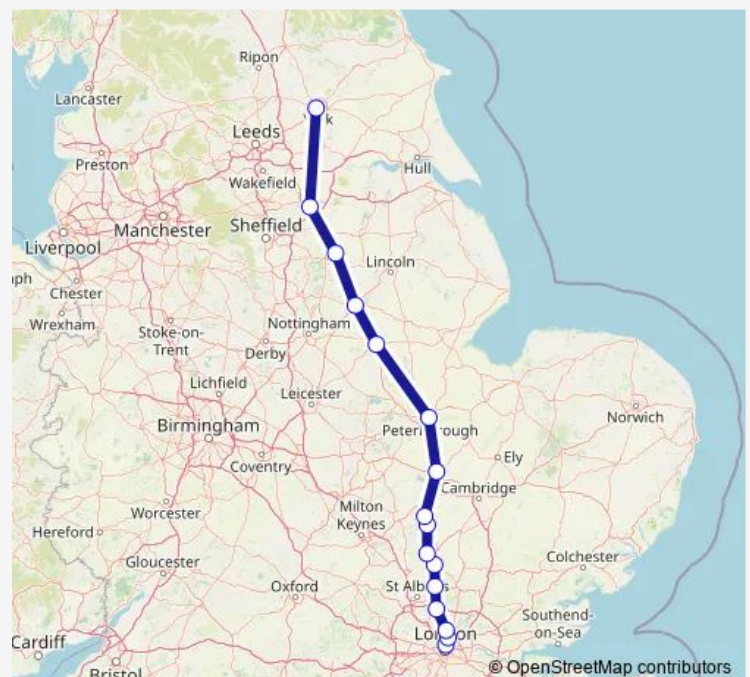 Ripon
Lancaster
Leeds
Preston
Hull
Wakefield
Manchester
Sheffield
Liverpool
Lincoln
Chester
Wrexham
Stoke-on-
Trent
Nottingham
Derby
Lichfield
Leicester
Norwich
Birmingham
Ely
Coventry
Cambridge
Worcester
Milton
Keynes
Hereford
Gloucester
Colchester
Oxford
Southend-
on-Sea
Cardiff
Bristol
© OpenStreetMap contributors